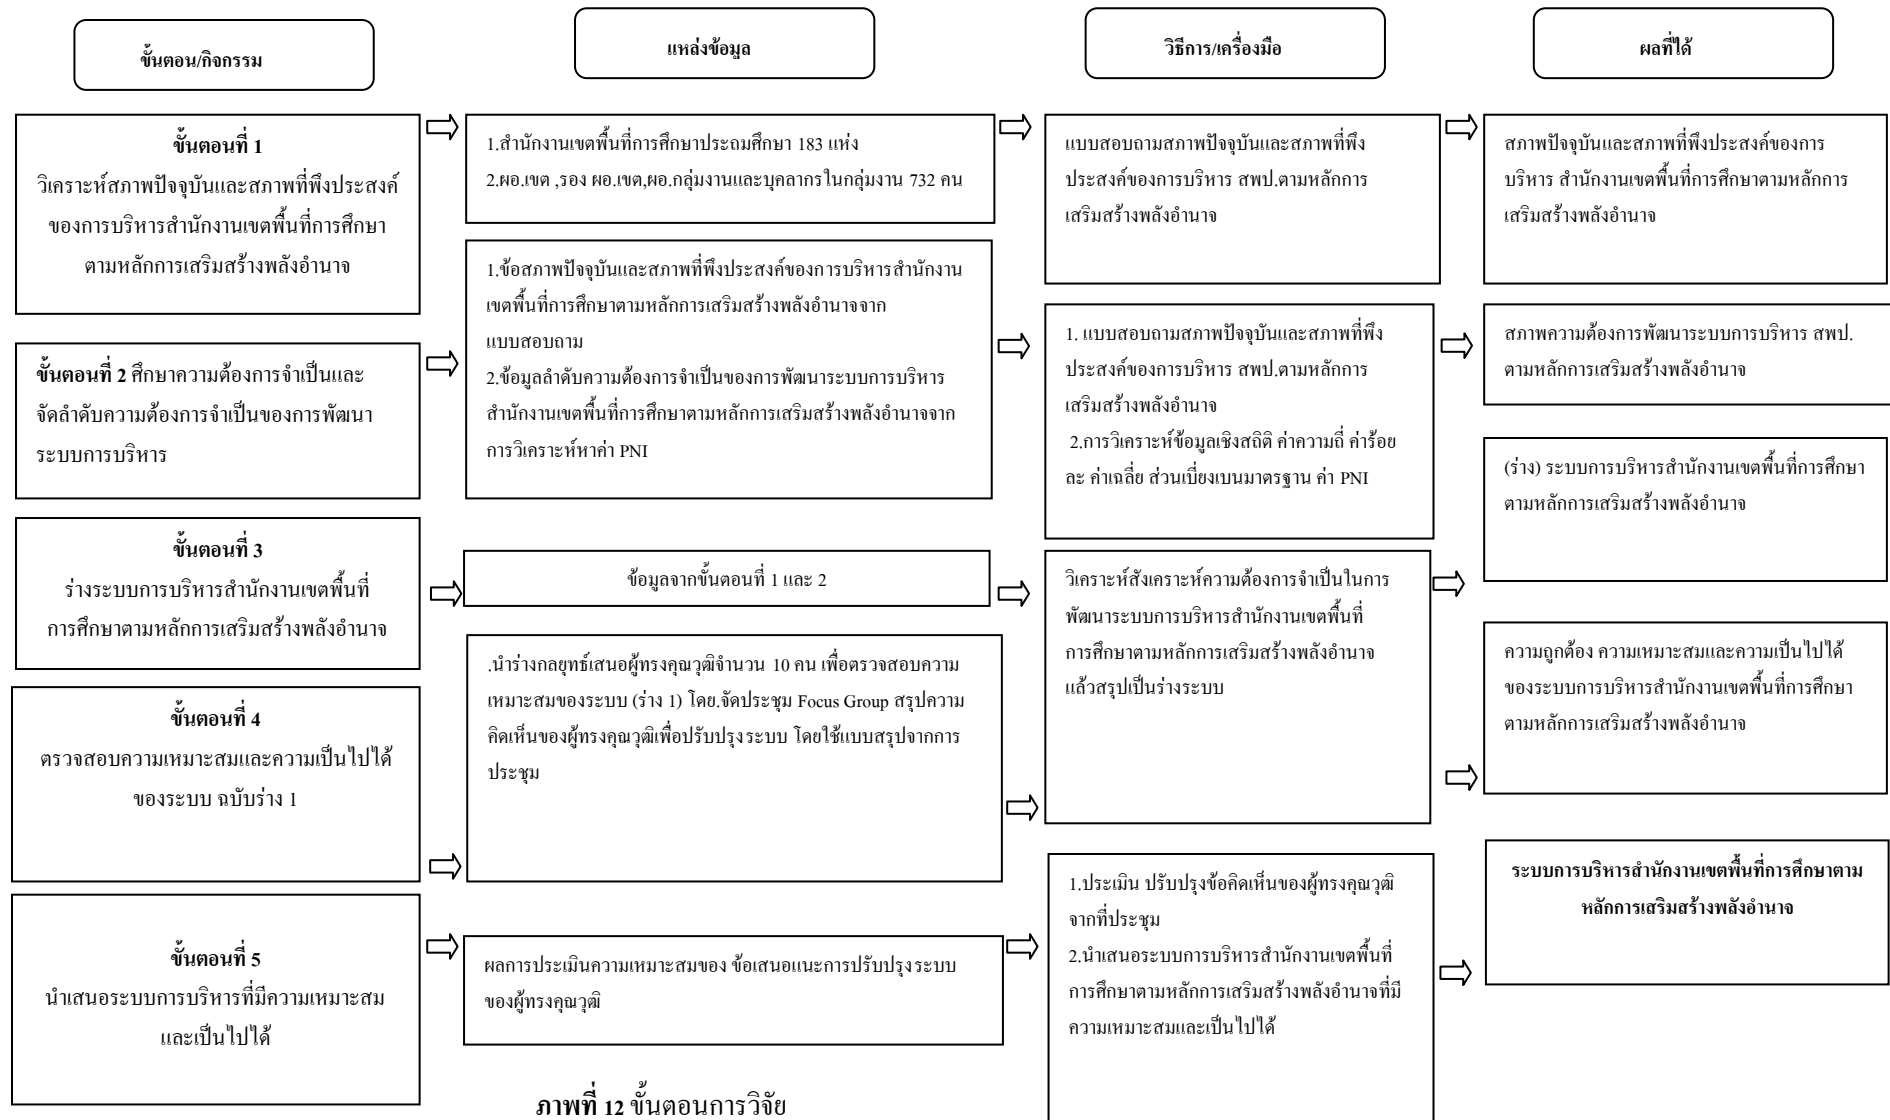 ขั้นตอน/กิจกรรม
แหล่งข้อมูล
วิธีการ/เครื่องมือ
ผลที่ได้
ขั้นตอนที่ 1
วิเคราะห์สภาพปัจจุบันและสภาพที่พึงประสงค์
ของการบริหารสำนักงานเขตพื้นที่การศึกษา
ตามหลักการเสริมสร้างพลังอำนาจ
1.สำนักงานเขตพื้นที่การศึกษาประถมศึกษา 183 แห่ง
2.ผอ.เขต ,รอง ผอ.เขต,ผอ.กลุ่มงานและบุคลากรในกลุ่มงาน 732 คน
แบบสอบถามสภาพปัจจุบันและสภาพที่พึง
ประสงค์ของการบริหาร สพป.ตามหลักการ
เสริมสร้างพลังอำนาจ
สภาพปัจจุบันและสภาพที่พึงประสงค์ของการ
บริหาร สำนักงานเขตพื้นที่การศึกษาตามหลักการ
เสริมสร้างพลังอำนาจ
ขั้นตอนที่ 2 ศึกษาความต้องการจำเป็นและ
จัดลำดับความต้องการจำเป็นของการพัฒนา
ระบบการบริหาร
1.ข้อสภาพปัจจุบันและสภาพที่พึงประสงค์ของการบริหารสำนักงาน
เขตพื้นที่การศึกษาตามหลักการเสริมสร้างพลังอำนาจจาก
แบบสอบถาม
2.ข้อมูลลำดับความต้องการจำเป็นของการพัฒนาระบบการบริหาร
สำนักงานเขตพื้นที่การศึกษาตามหลักการเสริมสร้างพลังอำนาจจาก
การวิเคราะห์หาค่า PNI
1. แบบสอบถามสภาพปัจจุบันและสภาพที่พึง
ประสงค์ของการบริหาร สพป.ตามหลักการ
เสริมสร้างพลังอำนาจ
2.การวิเคราะห์ข้อมูลเชิงสถิติ ค่าความถี่ ค่าร้อย
ละ ค่าเฉลี่ย ส่วนเบี่ยงเบนมาตรฐาน ค่า PNI
สภาพความต้องการพัฒนาระบบการบริหาร สพป.
ตามหลักการเสริมสร้างพลังอำนาจ
ขั้นตอนที่ 3
ร่างระบบการบริหารสำนักงานเขตพื้นที่
การศึกษาตามหลักการเสริมสร้างพลังอำนาจ
ข้อมูลจากขั้นตอนที่ 1 และ 2
วิเคราะห์สังเคราะห์ความต้องการจำเป็นในการ
พัฒนาระบบการบริหารสำนักงานเขตพื้นที่
การศึกษาตามหลักการเสริมสร้างพลังอำนาจ
แล้วสรุปเป็นร่างระบบ
(ร่าง) ระบบการบริหารสำนักงานเขตพื้นที่การศึกษา
ตามหลักการเสริมสร้างพลังอำนาจ
ขั้นตอนที่ 4
ตรวจสอบความเหมาะสมและความเป็นไปได้
ของระบบ ฉบับร่าง 1
.นำร่างกลยุทธ์เสนอผู้ทรงคุณวุฒิจำนวน 10 คน เพื่อตรวจสอบความ
เหมาะสมของระบบ (ร่าง 1) โดย.จัดประชุม Focus Group สรุปความ
คิดเห็นของผู้ทรงคุณวุฒเพื่อปรับปรุงระบบ โดยใช้แบบสรุปจากการ
ประชุม
ความถูกต้อง ความเหมาะสมและความเป็นไปได้
ของระบบการบริหารสำนักงานเขตพื้นที่การศึกษา
ตามหลักการเสริมสร้างพลังอำนาจ
ขั้นตอนที่ 5
นำเสนอระบบการบริหารที่มีความเหมาะสม
และเป็นไปได้
ผลการประเมินความเหมาะสมของ ข้อเสนอแนะการปรับปรุงระบบ
ของผู้ทรงคุณวุฒิ
1.ประเมิน ปรับปรุงข้อคิดเห็นของผู้ทรงคุณวุฒิ
จากที่ประชุม
2.นำเสนอระบบการบริหารสำนักงานเขตพื้นที่
การศึกษาตามหลักการเสริมสร้างพลังอำนาจที่มี
ความเหมาะสมและเป็นไปได้
ระบบการบริหารสำนักงานเขตพื้นที่การศึกษาตาม
หลักการเสริมสร้างพลังอำนาจ
ภาพที่ 12 ขั้นตอนการวิจัย